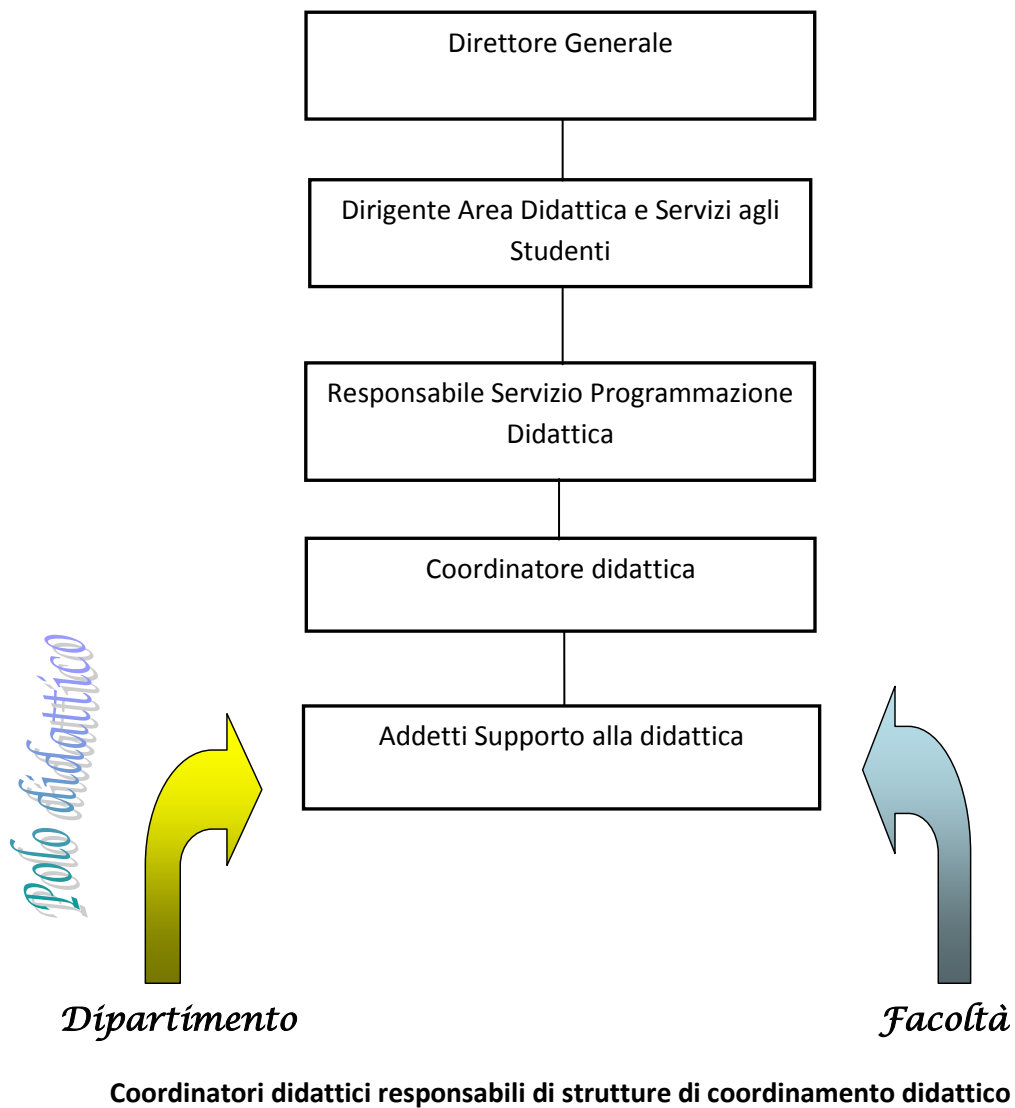 Direttore Generale
Dirigente Area Didattica e Servizi agli
Studenti
Responsabile Servizio Programmazione
Didattica
Coordinatore didattica
Addetti Supporto alla didattica
Polo didattico
Dipartimento
Facoltà
Coordinatori didattici responsabili di strutture di coordinamento didattico